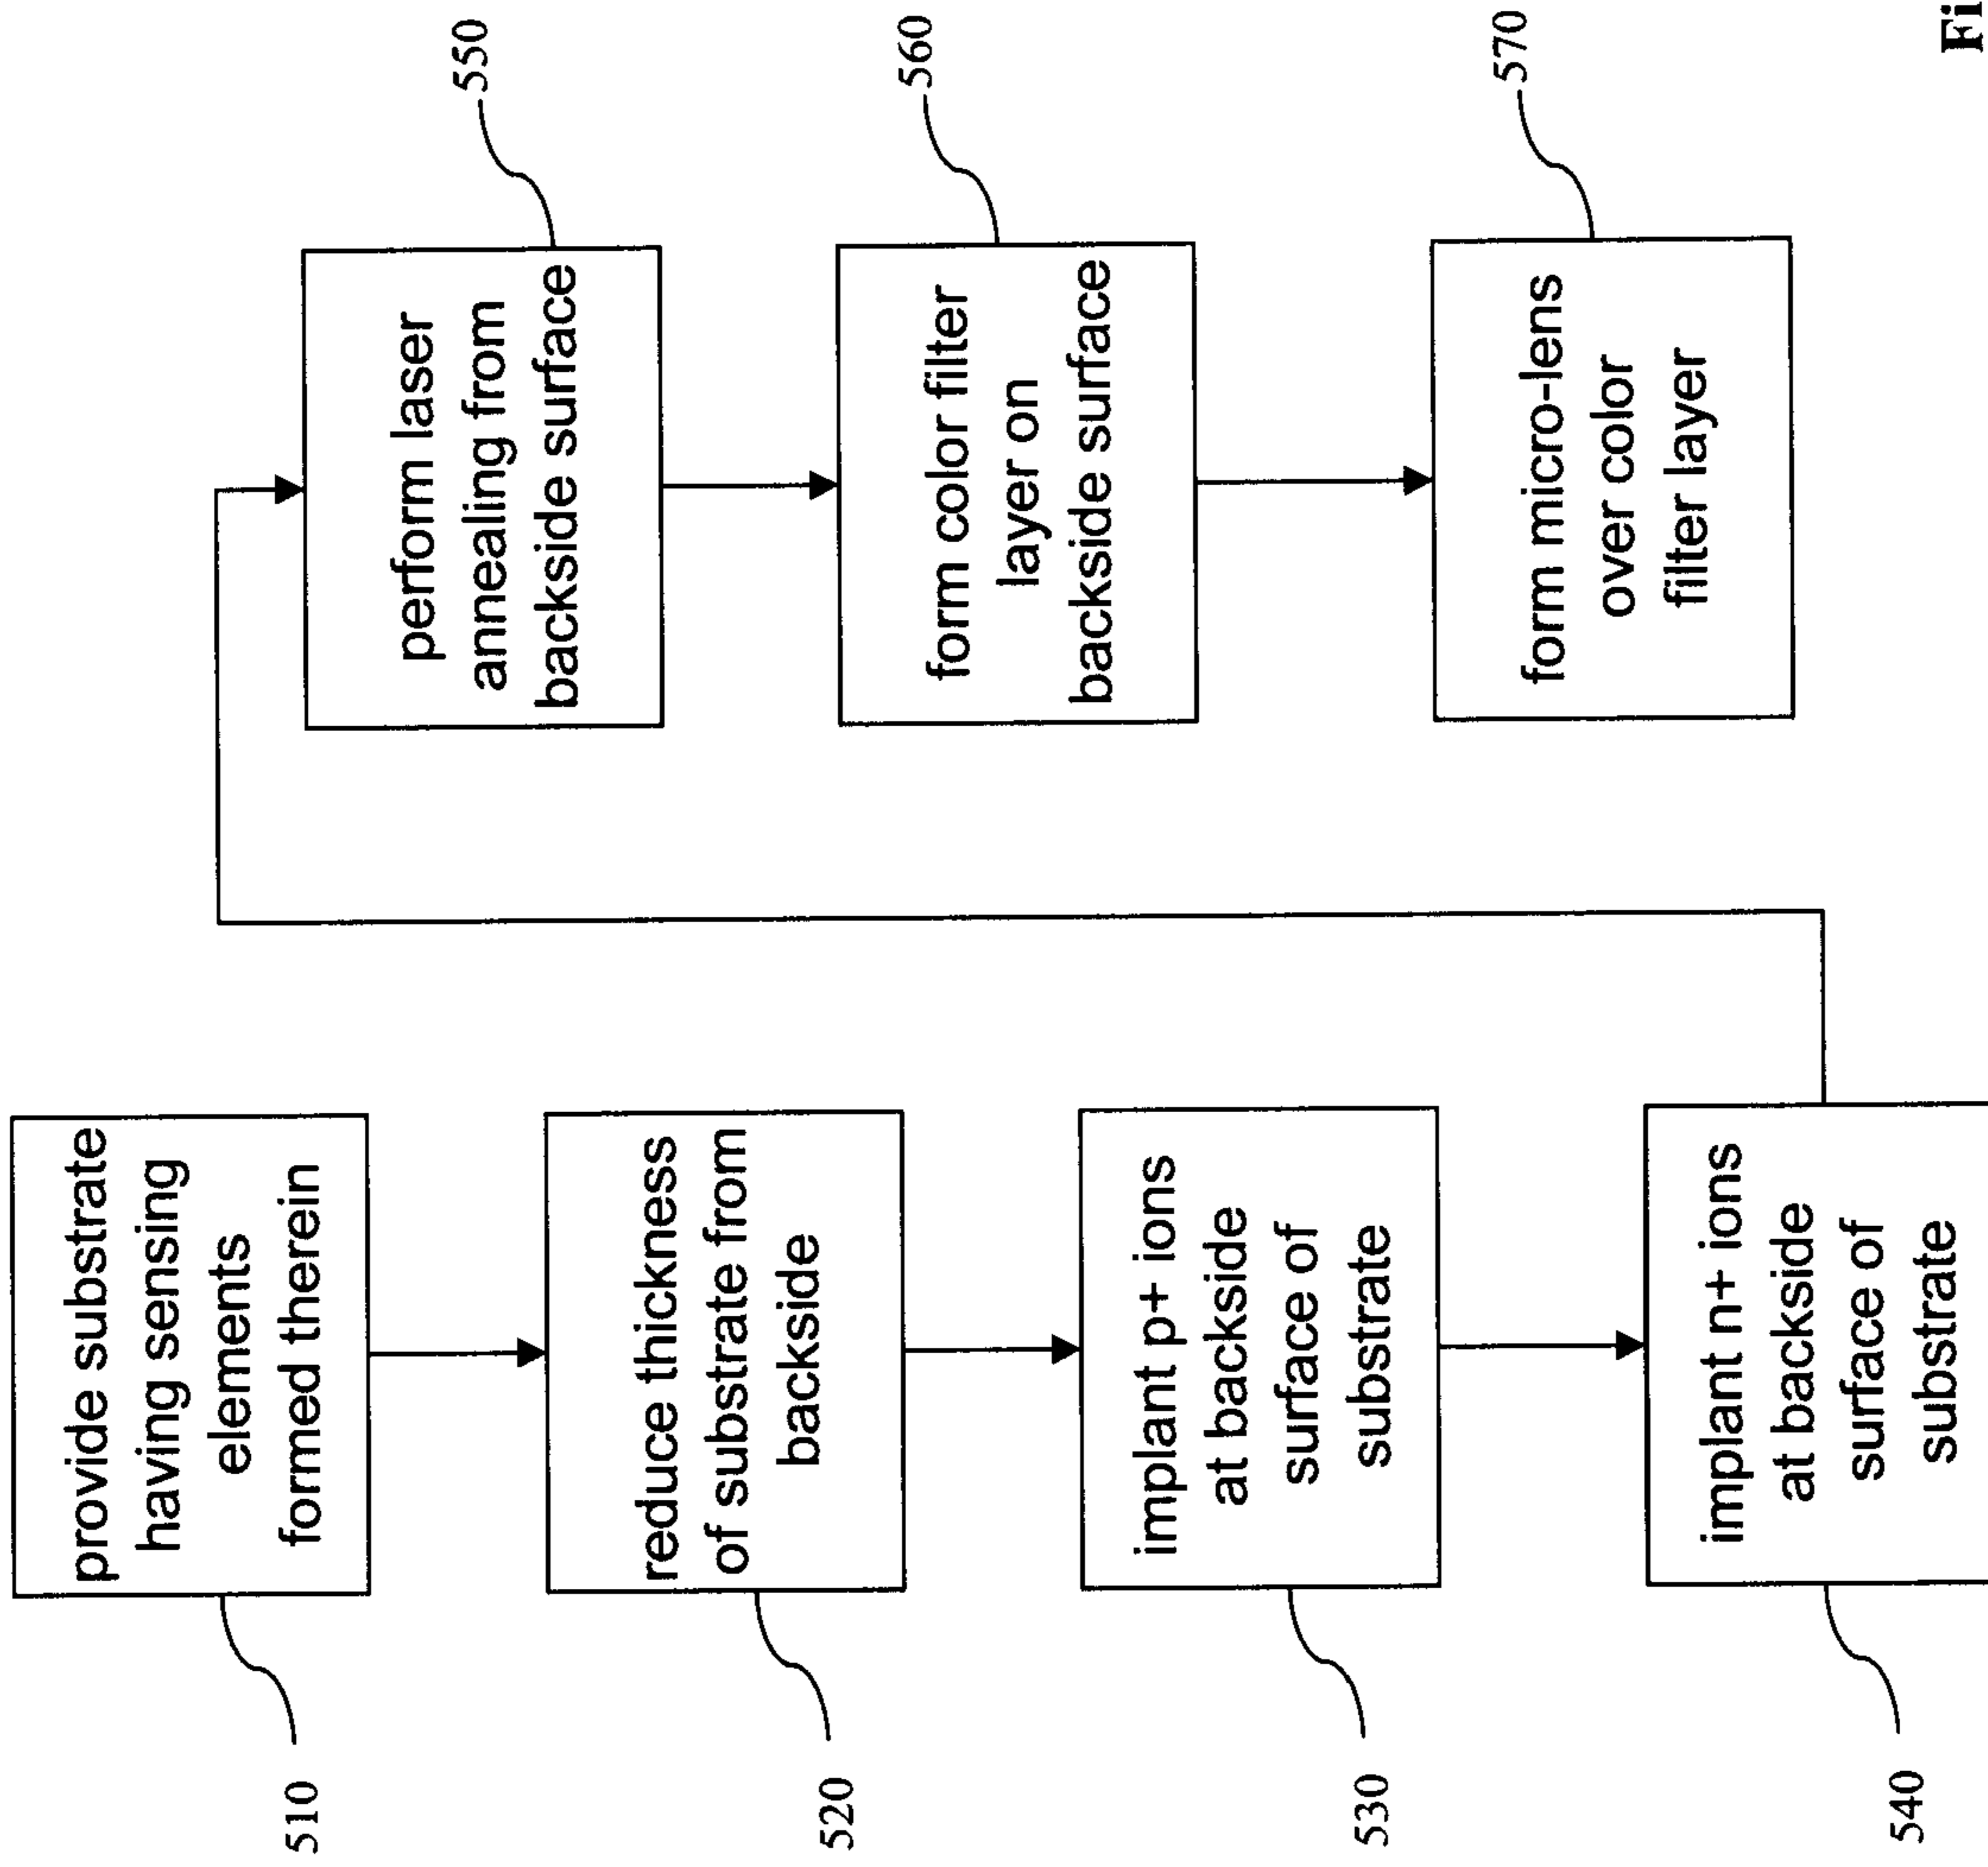 510
provide substrate
having sensing
elements
formed therein
520
reduce thickness
of substrate from
backside
530
implant p+ ions
at backside
surface of
substrate
540
implant n+ ions
at backside
surface of
substrate
550
perform laser
annealing from
backside surface
560
form color filter
layer on
backside surface
570
form micro-lens
over color
filter layer
Fi